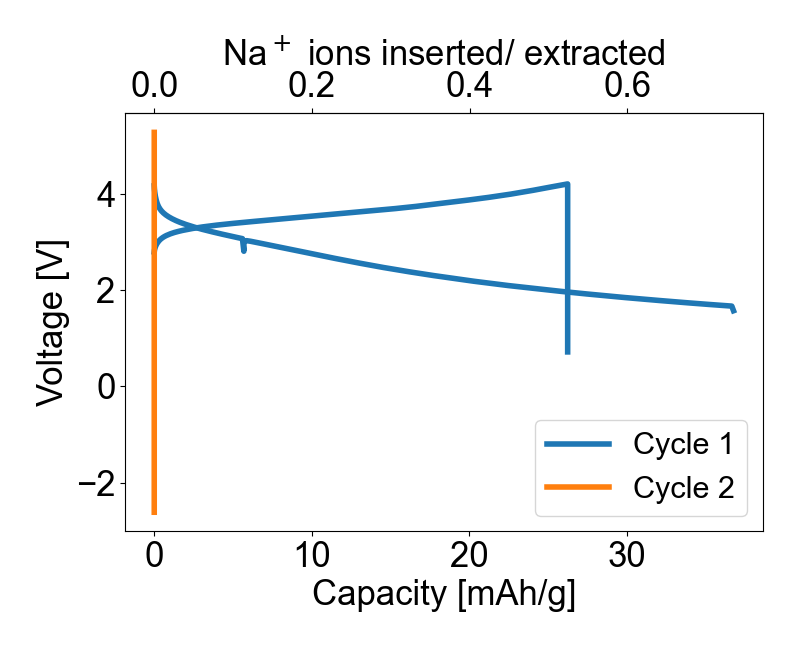 Na+ ions inserted/ extracted
0.0 0.2 0.4 0.6
4
2
0
−2
Voltage [V]
Cycle 1
Cycle 2
0 10 20 30
Capacity [mAh/g]